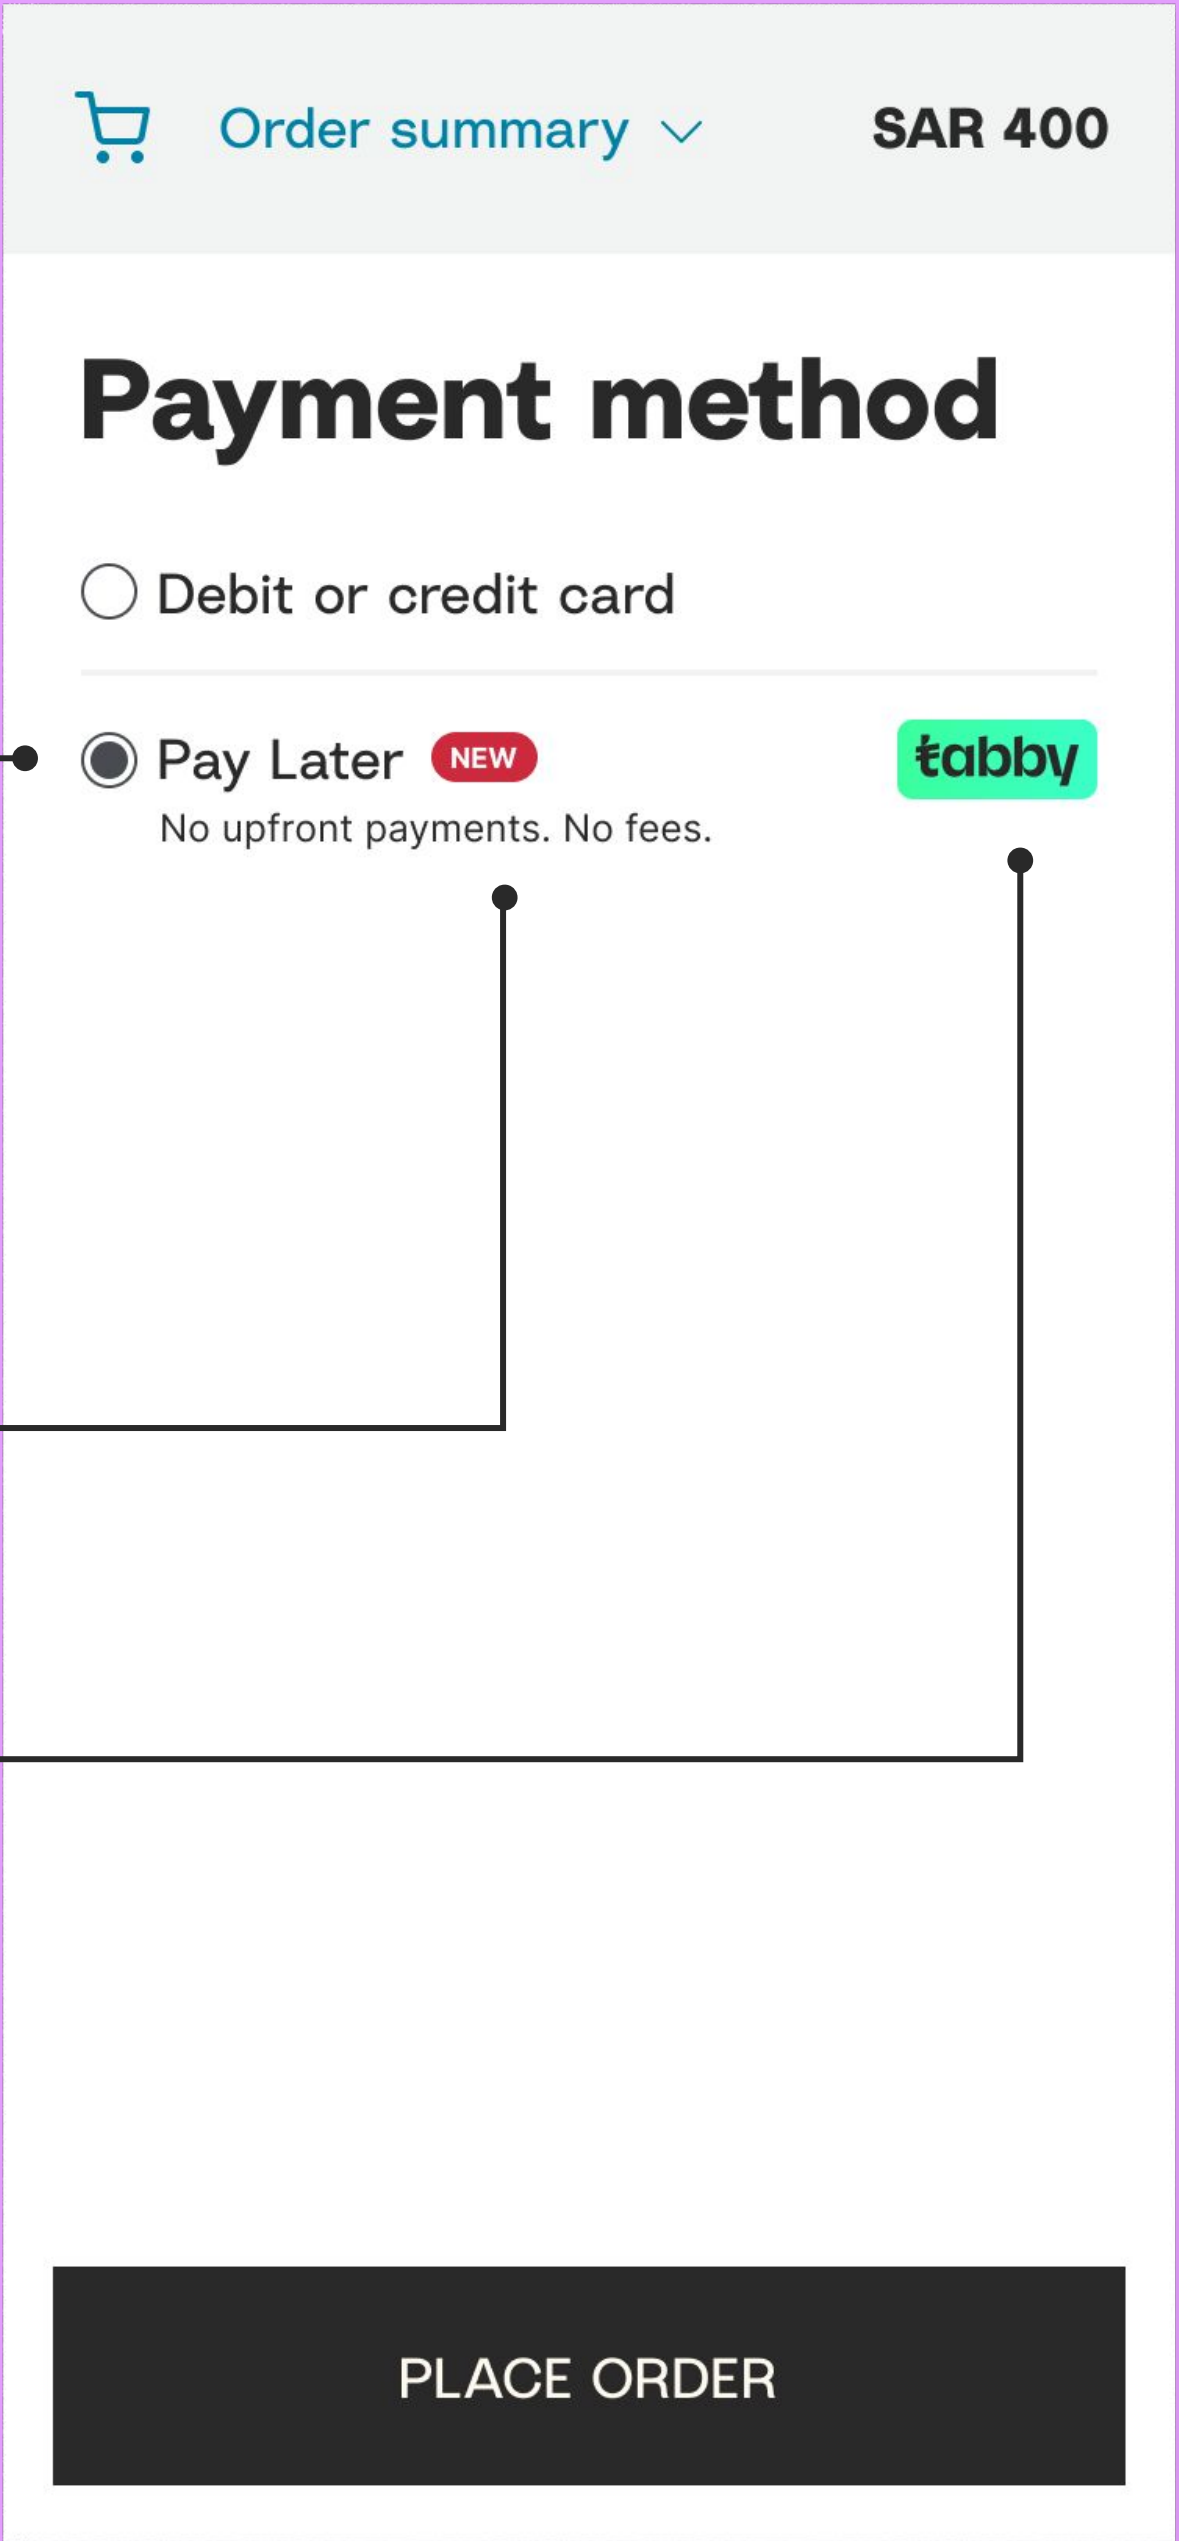 Order summary SAR 400
Payment method
Debit or credit card
Pay Later NEW tabby
No upfront payments. No fees.
PLACE ORDER